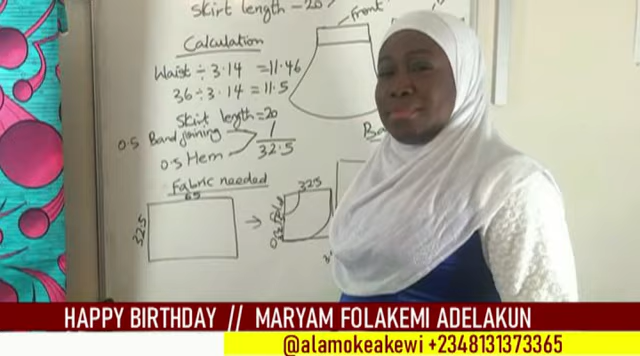 Skirt length - 20
Front
Calculation
Waist ÷ 3.14 = 11.46
36 ÷ 3.14 = 11.5
Skirt length = 20
0.5 Band joining
1
0.5 Hem
32.5
Fabric needed
65
32.5
32.5
HAPPY BIRTHDAY // MARYAM FOLAKEMI ADELAKUN
@alamokeakewi +2348131373365